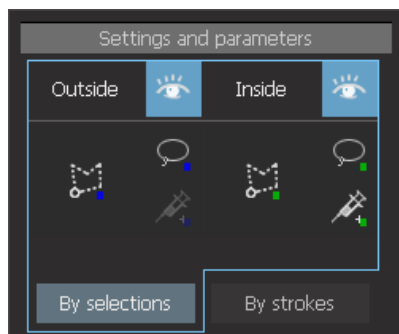 Settings and parameters
Outside Inside
By selections By strokes